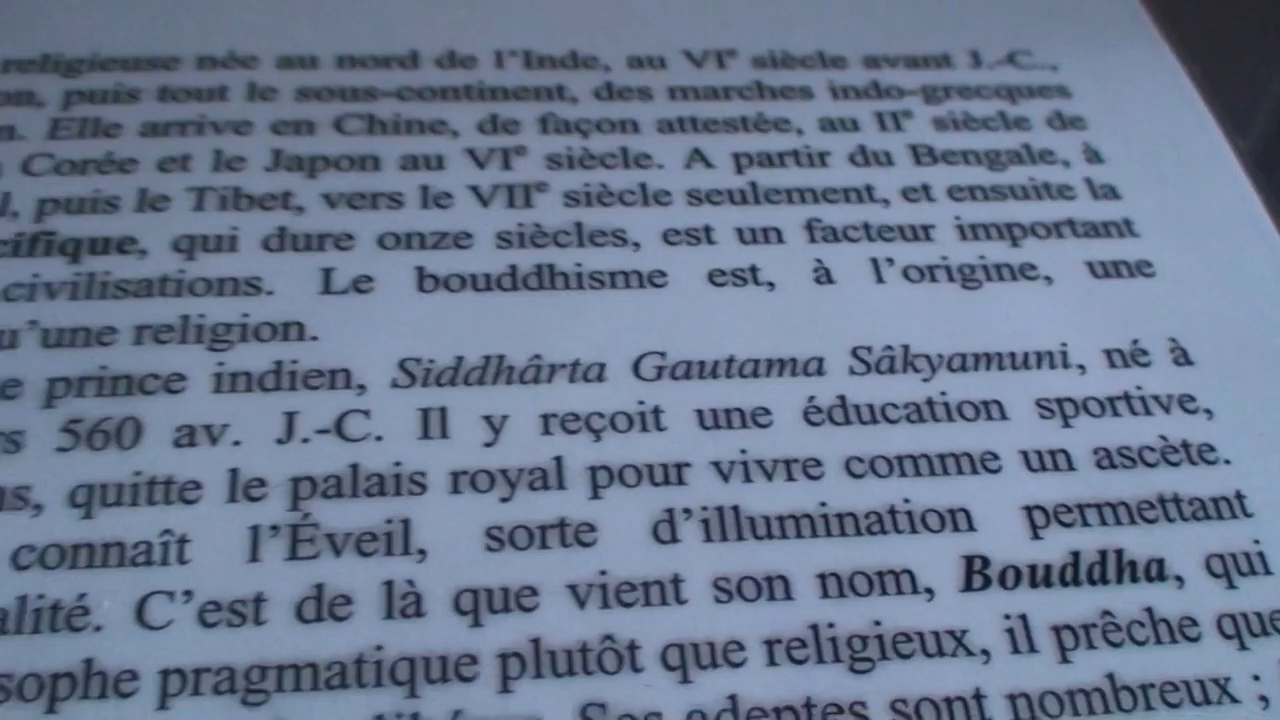 religieuse née au nord de l'Inde, au VIᵉ siècle avant J.-C.,
puis tout le sous-continent, des marches indo-grecques
Elle arrive en Chine, de façon attestée, au IIᵉ siècle de
Corée et le Japon au VIᵉ siècle. A partir du Bengale, à
puis le Tibet, vers le VIIᵉ siècle seulement, et ensuite la
cifique, qui dure onze siècles, est un facteur important
civilisations. Le bouddhisme est, à l'origine, une
u'une religion.
e prince indien, Siddhârta Gautama Sâkyamuni, né à
s 560 av. J.-C. Il y reçoit une éducation sportive,
s, quitte le palais royal pour vivre comme un ascète.
connaît l'Éveil, sorte d'illumination permettant
alité. C'est de là que vient son nom, Bouddha, qui
sophe pragmatique plutôt que religieux, il prêche que
Ses adeptes sont nombreux ;